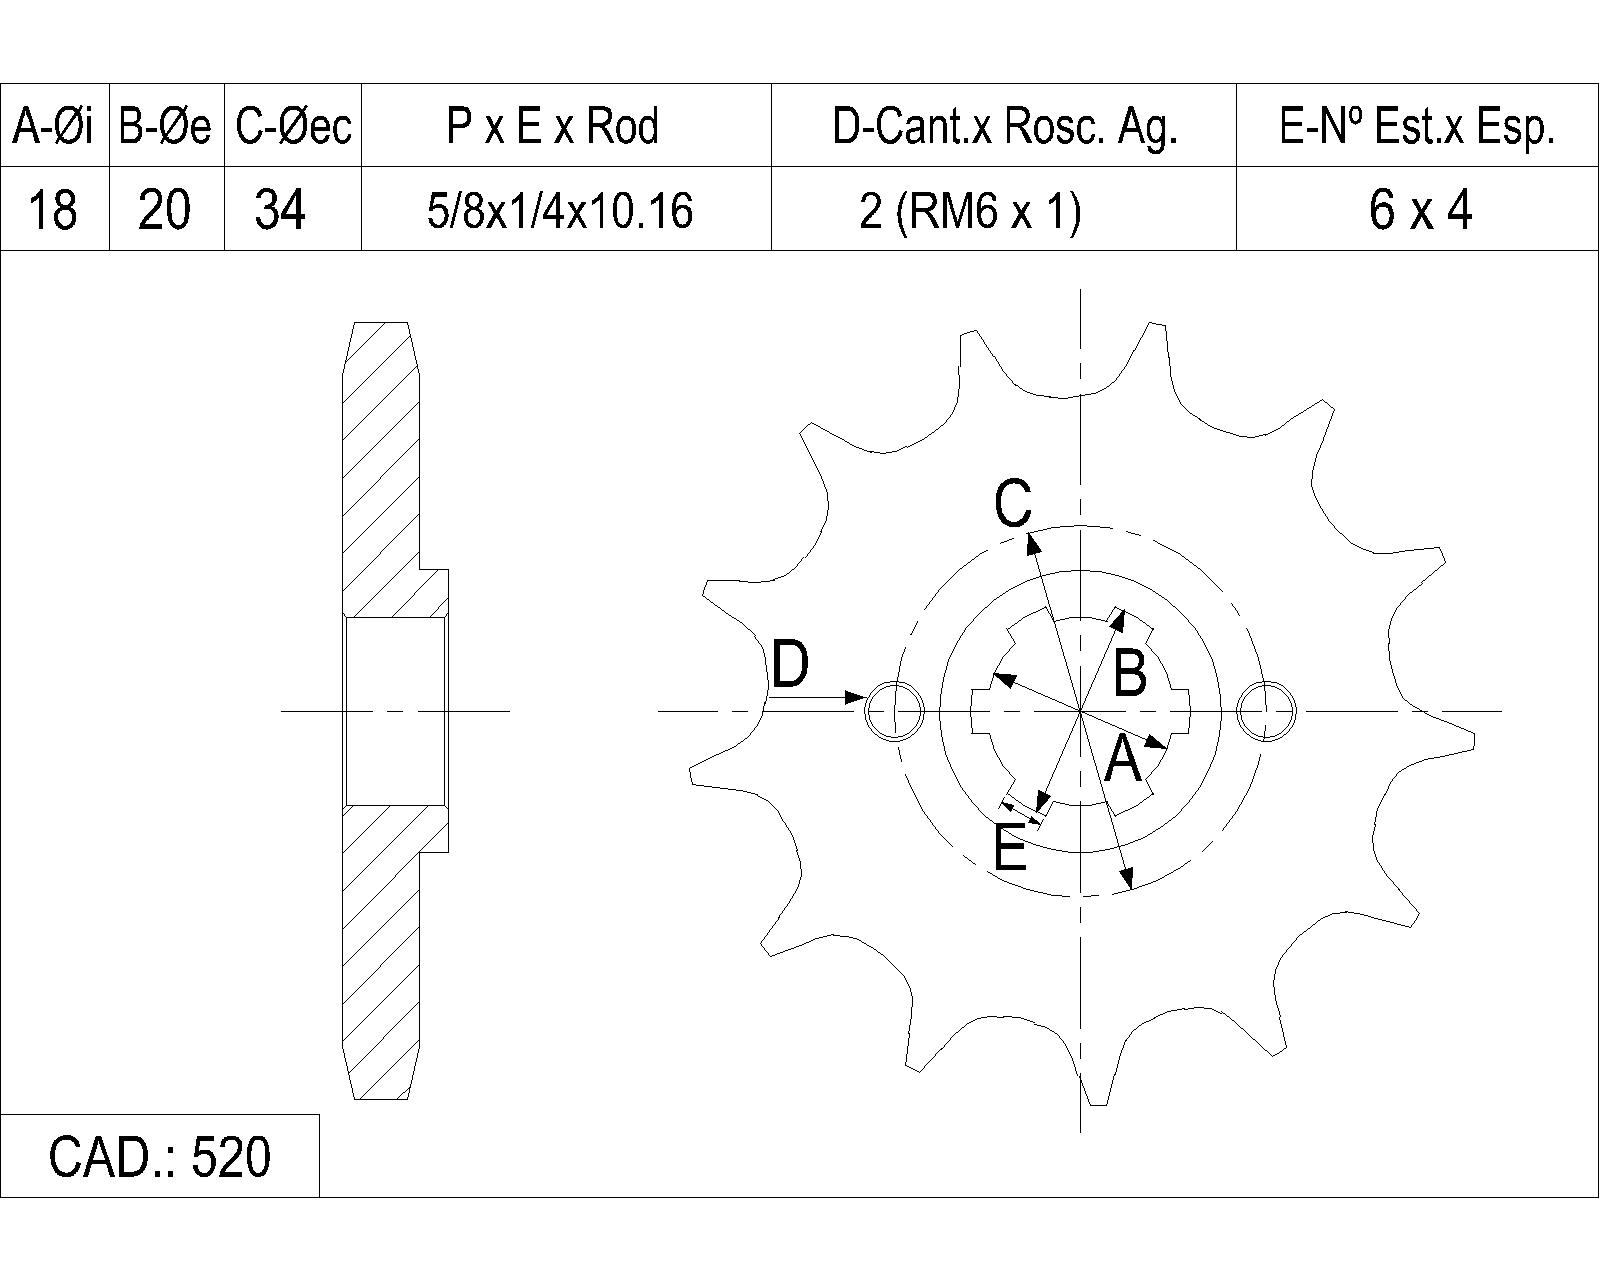 A-Øi B-Øe C-Øec P x E x Rod D-Cant.x Rosc. Ag. E-Nº Est.x Esp.
18 20 34 5/8x1/4x10.16 2 (RM6 x 1) 6 x 4
C
D
B
A
E
CAD.: 520